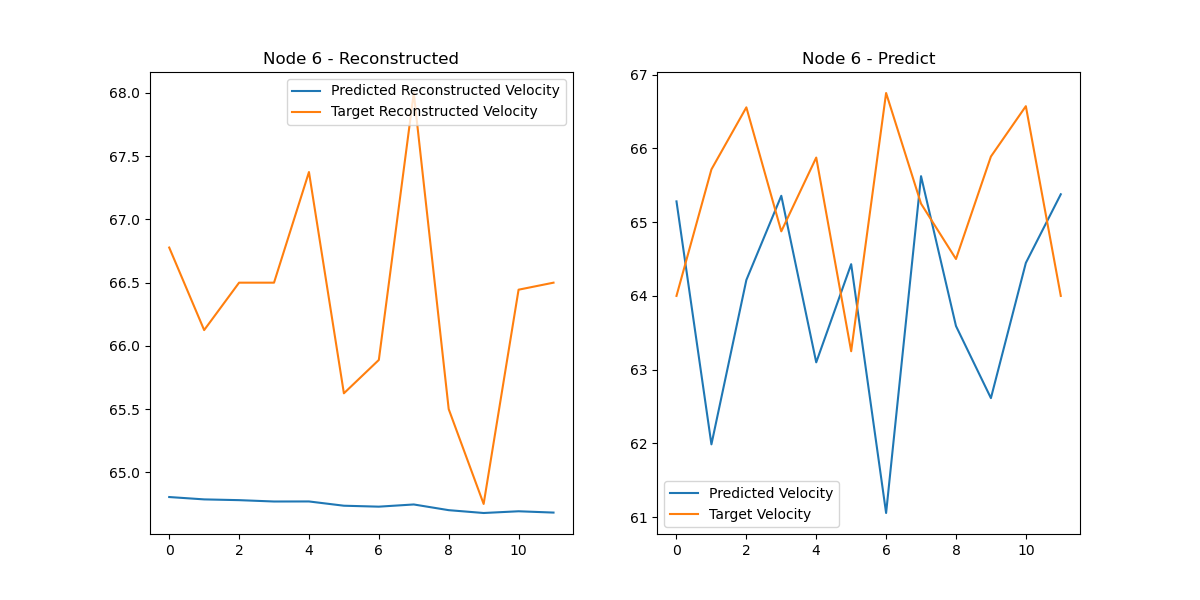 Node 6 - Reconstructed
68.0
67.5
67.0
66.5
66.0
65.5
65.0
0 2 4 6 8 10
Predicted Reconstructed Velocity
Target Reconstructed Velocity
Node 6 - Predict
67
66
65
64
63
62
61
0 2 4 6 8 10
Predicted Velocity
Target Velocity